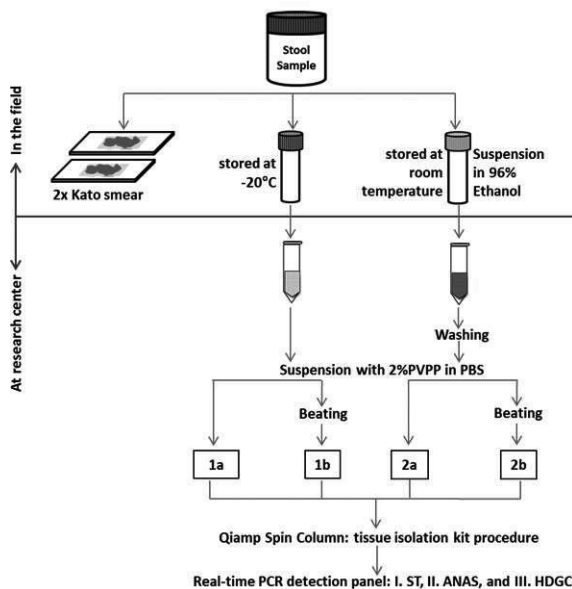 Stool
Sample
In the field
2x Kato smear
stored at
-20°C
stored at
room
temperature
Suspension
in 96%
Ethanol
At research center
Washing
Suspension with 2%PVPP in PBS
Beating
Beating
1a
1b
2a
2b
Qiamp Spin Column: tissue isolation kit procedure
Real-time PCR detection panel: I. ST, II. ANAS, and III. HDGC